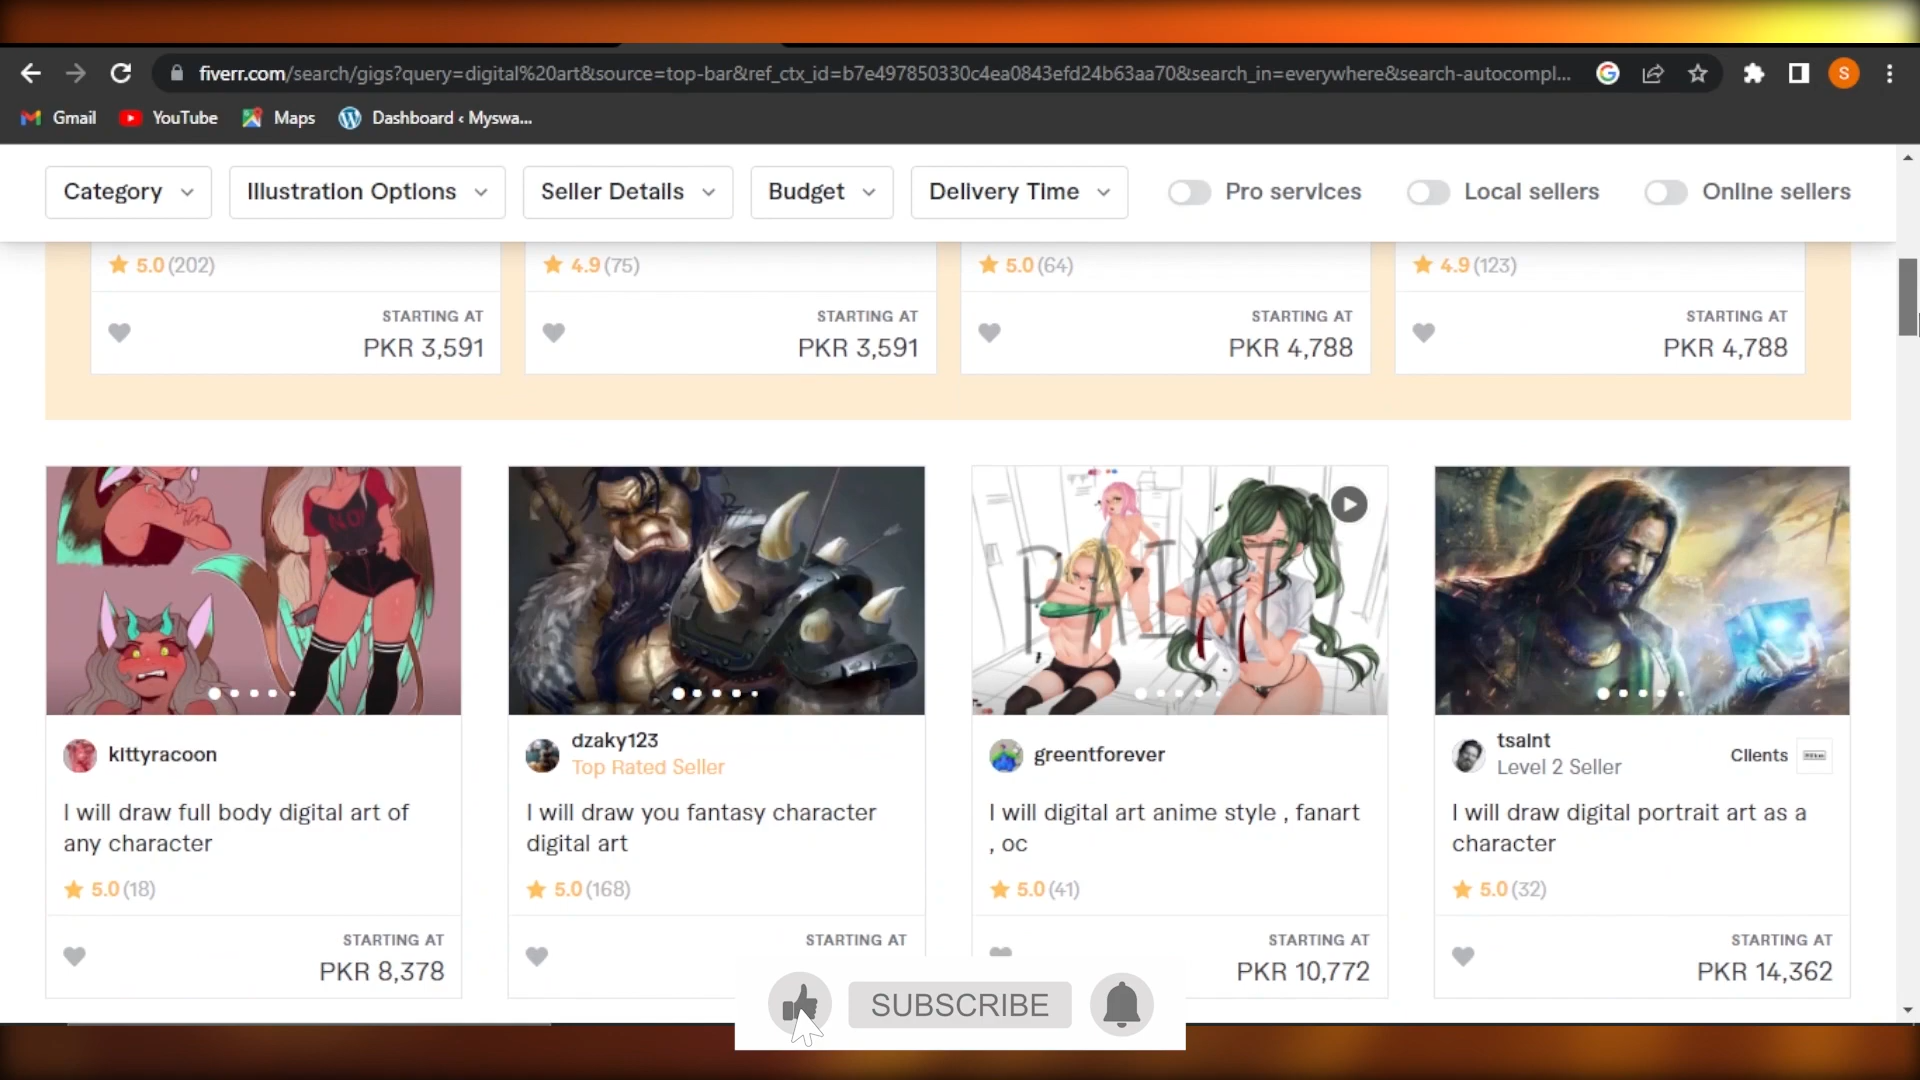 fiverr.com/search/gigs?query=digital%20art&source=top-bar&ref_ctx_id=b7e497850330c4ea0843efd24b63aa70&search_in=everywhere&search-autocompl...
S
Gmail YouTube Maps Dashboard ‹ Myswa...
Category Illustration Options Seller Details Budget Delivery Time Pro services Local sellers Online sellers
5.0 (202) 4.9 (75) 5.0 (64) 4.9 (123)
STARTING AT STARTING AT STARTING AT STARTING AT
PKR 3,591 PKR 3,591 PKR 4,788 PKR 4,788
PAINT
kittyracoon
dzaky123
Top Rated Seller
greentforever
tsaint
Level 2 Seller
Clients
I will draw full body digital art of
any character
I will draw you fantasy character
digital art
I will digital art anime style , fanart
, oc
I will draw digital portrait art as a
character
5.0 (18) 5.0 (168) 5.0 (41) 5.0 (32)
STARTING AT STARTING AT STARTING AT STARTING AT
PKR 8,378 PKR 10,772 PKR 14,362
SUBSCRIBE